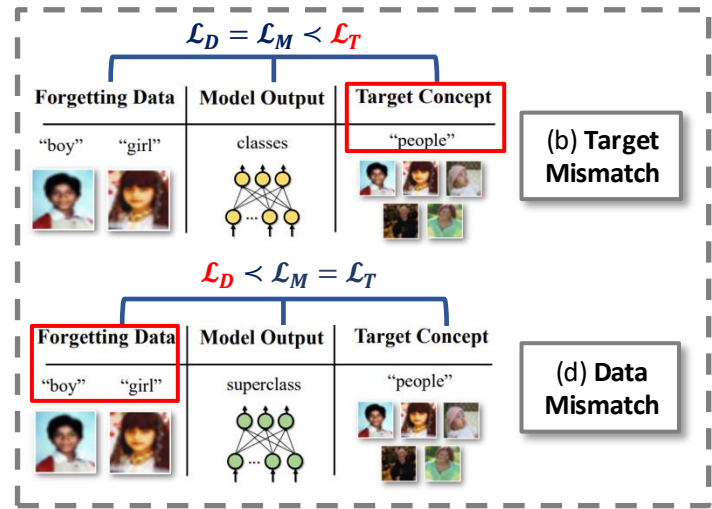 ℒ_D = ℒ_M ≺ ℒ_T
Forgetting Data Model Output Target Concept
“boy” “girl” classes “people”
(b) Target
Mismatch
...
ℒ_D ≺ ℒ_M = ℒ_T
Forgetting Data Model Output Target Concept
“boy” “girl” superclass “people”
(d) Data
Mismatch
...